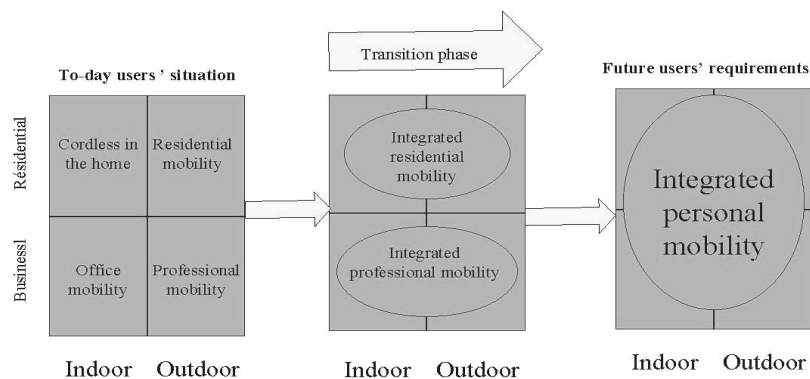 Transition phase
To-day users ’ situation
Future users’ requirements
Résidential
Cordless in
the home
Residential
mobility
Integrated
residential
mobility
Integrated
personal
mobility
Businessl
Office
mobility
Professional
mobility
Integrated
professional mobility
Indoor Outdoor
Indoor Outdoor
Indoor Outdoor